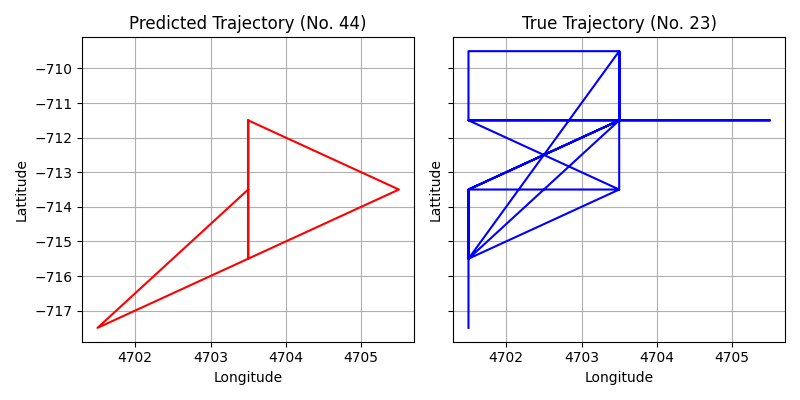 Predicted Trajectory (No. 44)
True Trajectory (No. 23)
Lattitude
−710
−711
−712
−713
−714
−715
−716
−717
4702
4703
4704
4705
Longitude
Lattitude
4702
4703
4704
4705
Longitude